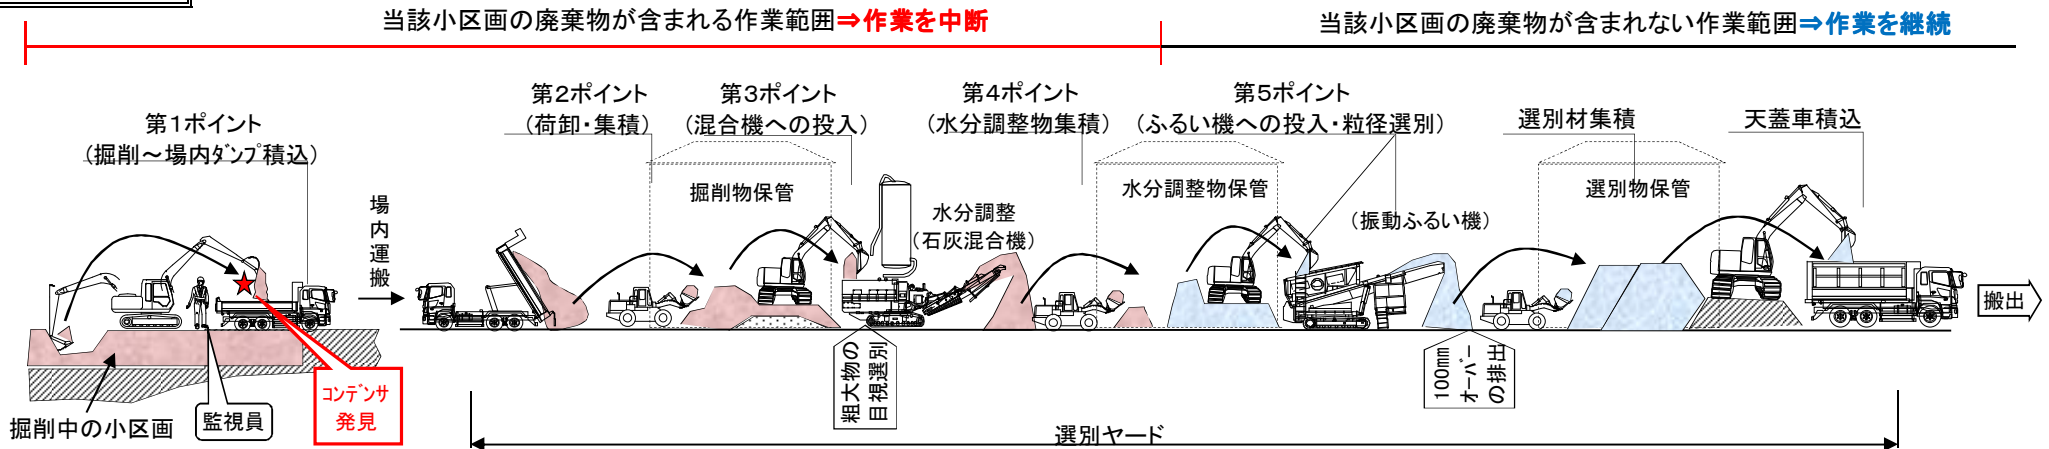 当該小区画の廃棄物が含まれる作業範囲⇒作業を中断
当該小区画の廃棄物が含まれない作業範囲⇒作業を継続
第1ポイント
(掘削～場内ダンプ積込)
第2ポイント
(荷卸・集積)
第3ポイント
(混合機への投入)
第4ポイント
(水分調整物集積)
第5ポイント
(ふるい機への投入・粒径選別)
選別材集積
天蓋車積込
場内運搬
掘削物保管
水分調整
(石灰混合機)
水分調整物保管
(振動ふるい機)
選別物保管
搬出
コンデンサ
発見
監視員
掘削中の小区画
粗大物の
目視選別
100mm
オーバー
の排出
選別ヤード